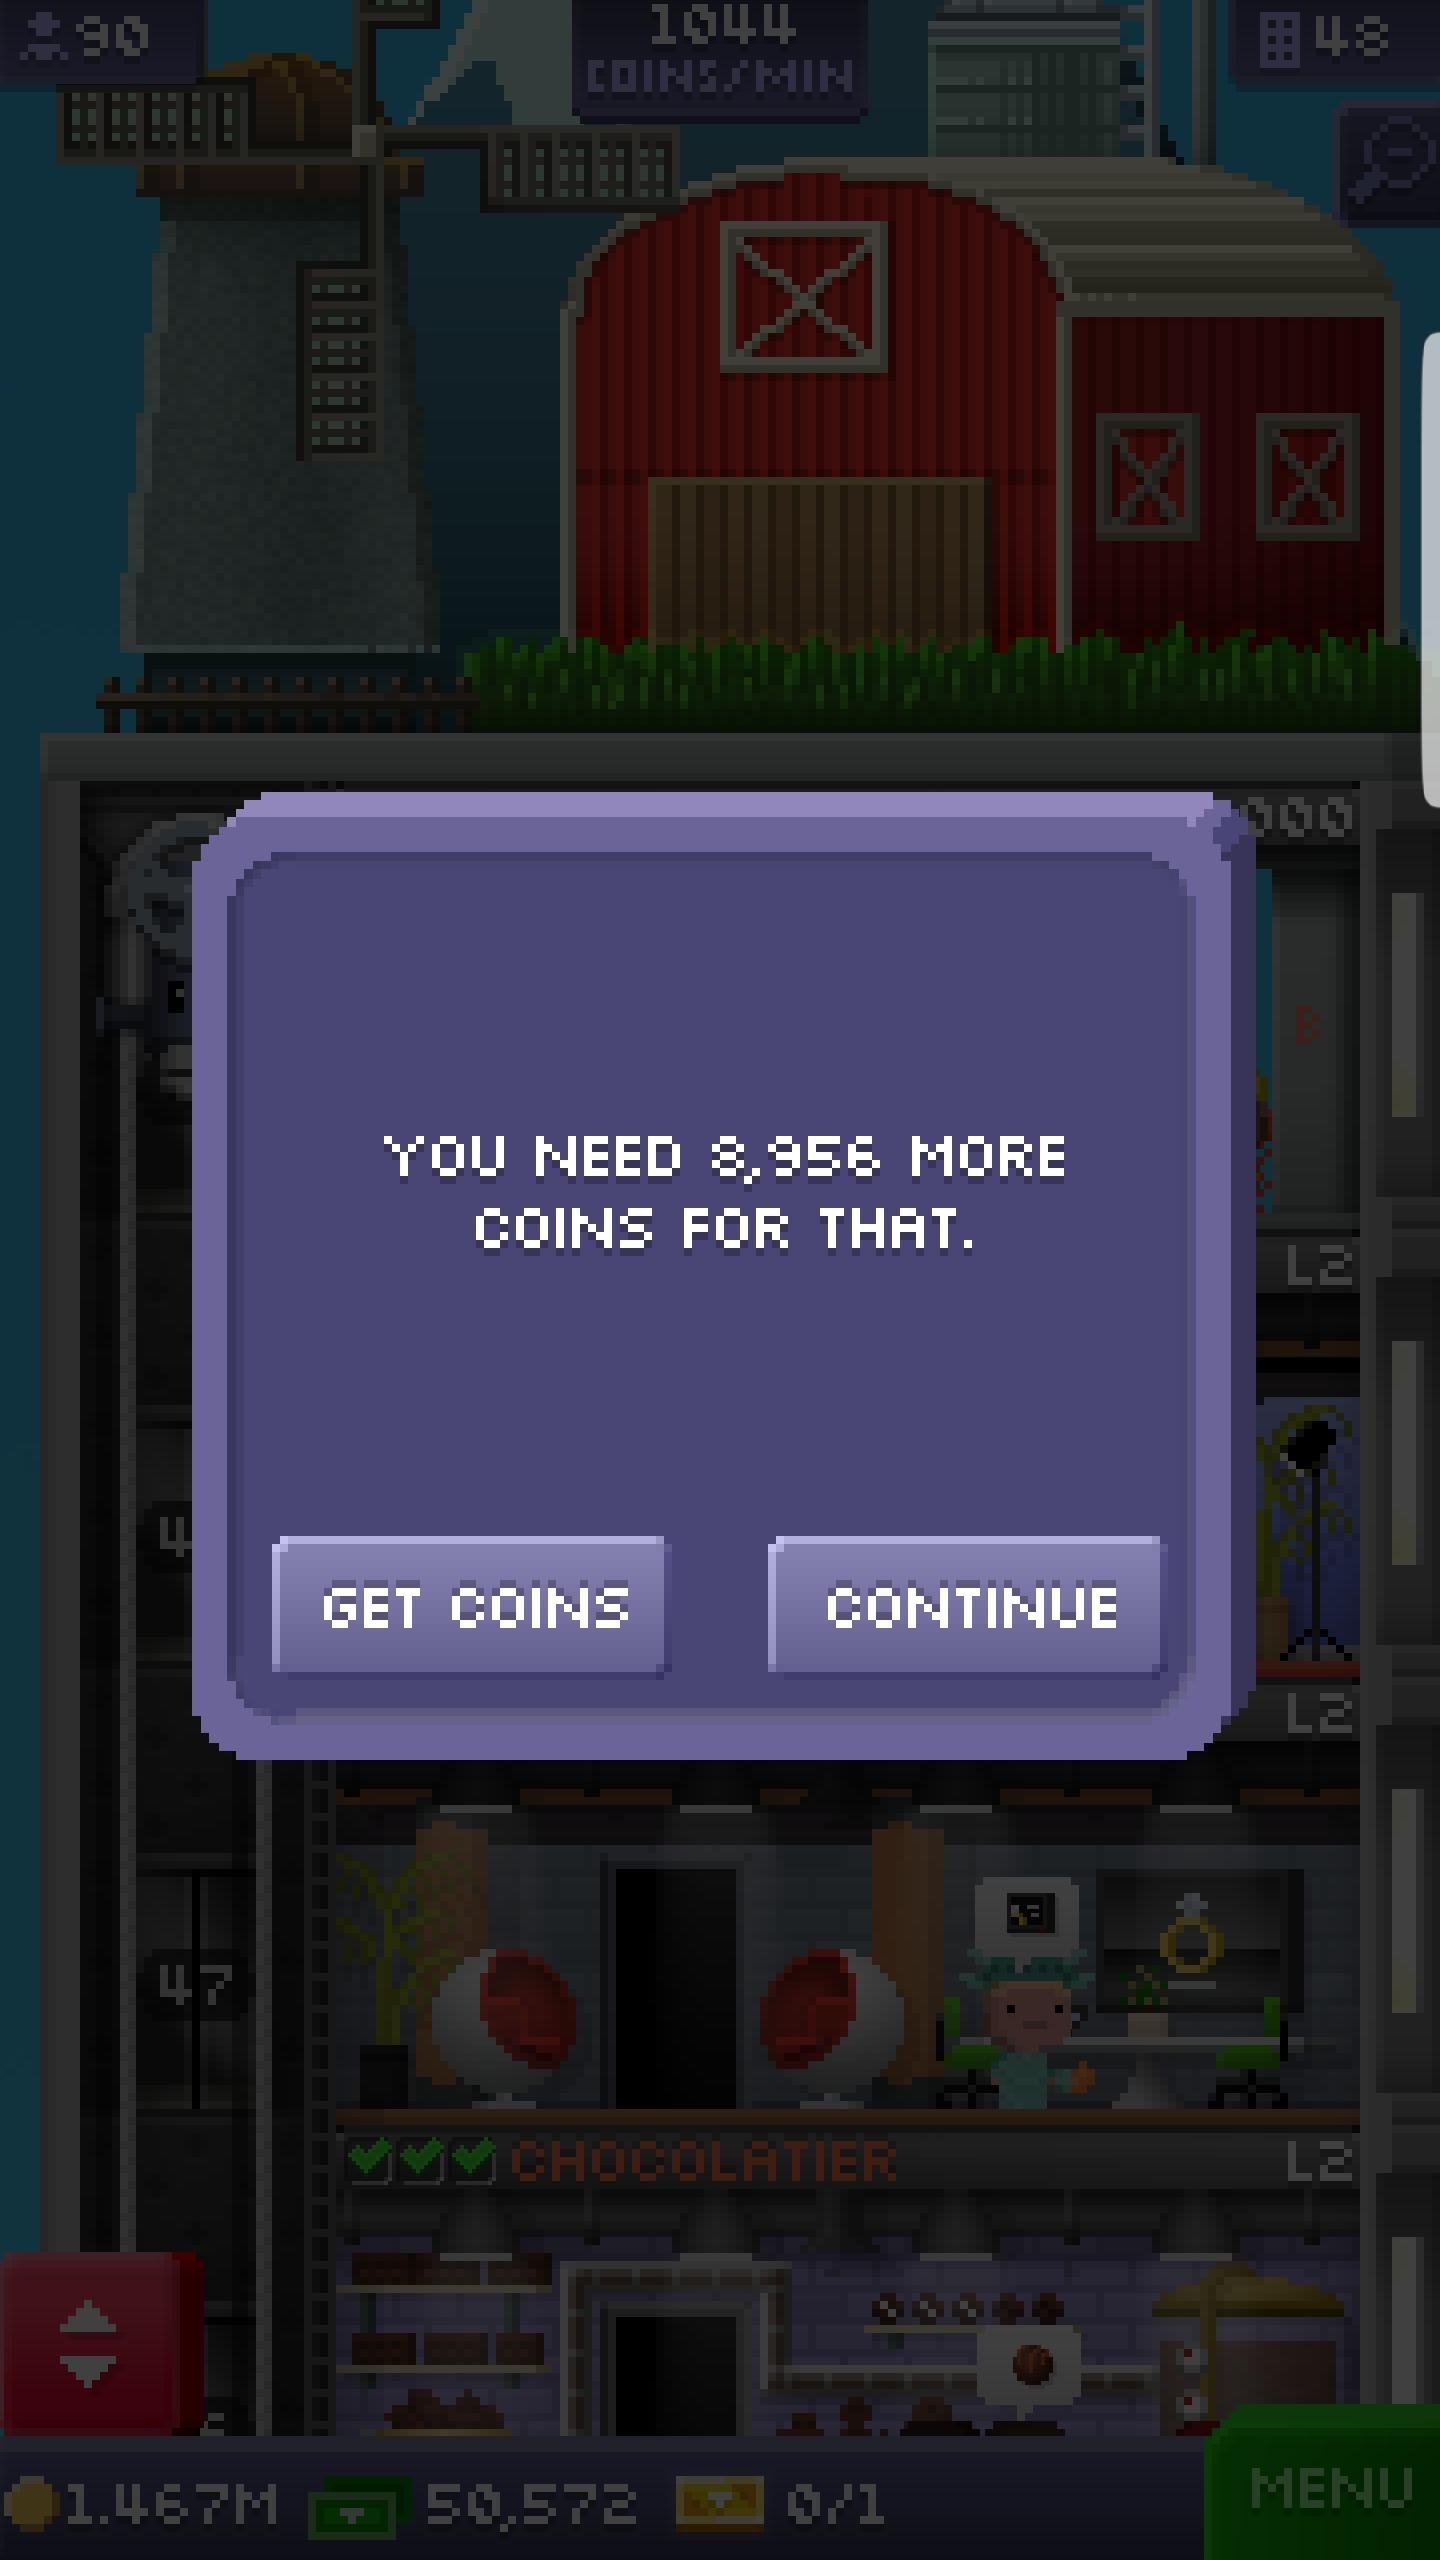 90
1044
COINS/MIN
48
000
B
YOU NEED 8,956 MORE
COINS FOR THAT.
L2
GET COINS
CONTINUE
L2
47
CHOCOLATIER
L2
1.467M
50,572
0/1
MENU